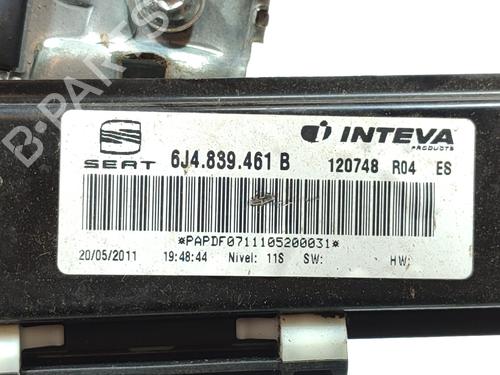 B-PARTS
SEAT
6J4.839.461 B
INTEVA
PRODUCTS
120748 R04 ES
*PAPDF0711105200031*
20/05/2011 19:48:44 Nivel: 11S SW: HW: